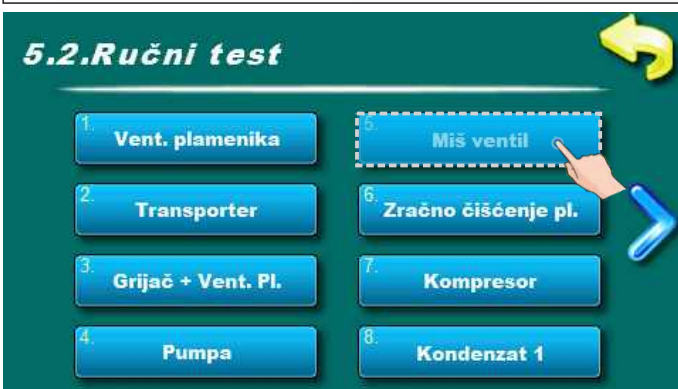 5.2.Ručni test
1. Vent. plamenika
2. Transporter
3. Grijač + Vent. Pl.
4. Pumpa
5. Miš ventil
6. Zračno čišćenje pl.
7. Kompresor
8. Kondenzat 1